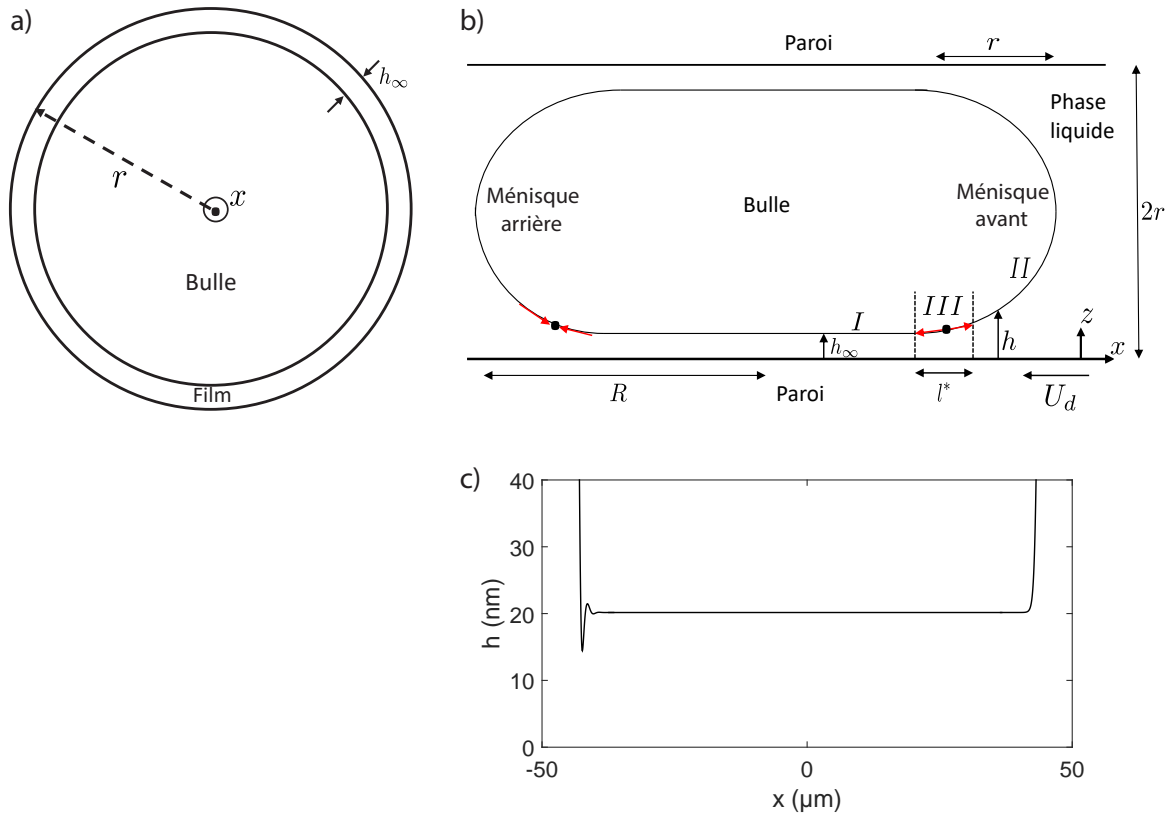 a)
h∞
r
x
Bulle
Film
b)
Paroi
r
Phase
liquide
Ménisque
arrière
Bulle
Ménisque
avant
2r
II
III
I
h∞
h
z
x
R
Paroi
l*
U_d
c)
40
30
20
10
0
h (nm)
-50
0
50
x (µm)